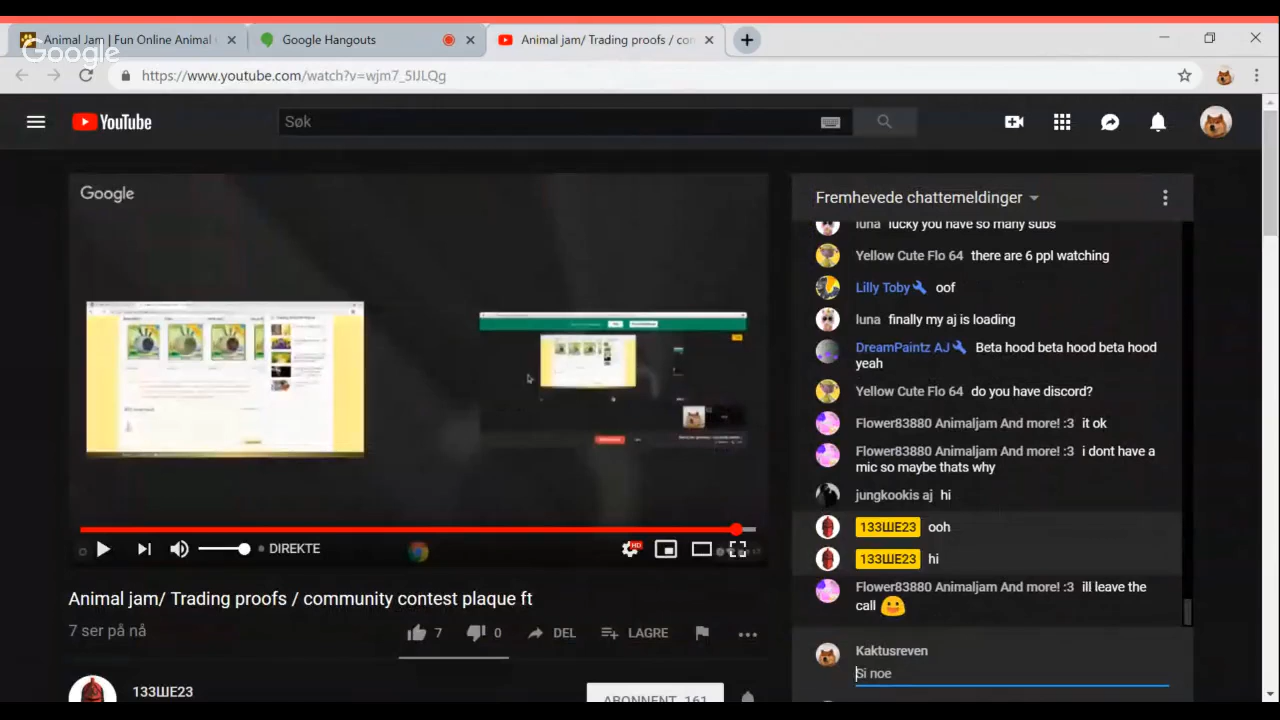 Animal Jam | Fun Online Animal
Google Hangouts
Animal jam/ Trading proofs / con
Google
https://www.youtube.com/watch?v=wjm7_5IJLQg
YouTube
Søk
Google
Fremhevede chattemeldinger
luna lucky you have so many subs
Yellow Cute Flo 64 there are 6 ppl watching
Lilly Toby oof
luna finally my aj is loading
DreamPaintz AJ Beta hood beta hood beta hood
yeah
Yellow Cute Flo 64 do you have discord?
Flower83880 Animaljam And more! :3 it ok
Flower83880 Animaljam And more! :3 i dont have a
mic so maybe thats why
jungkookis aj hi
133ШЕ23 ooh
133ШЕ23 hi
Flower83880 Animaljam And more! :3 ill leave the
call
Kaktusreven
Si noe
DIREKTE
HD
Animal jam/ Trading proofs / community contest plaque ft
7 ser på nå
7
0
DEL
LAGRE
133ШЕ23
ABONNENT 161